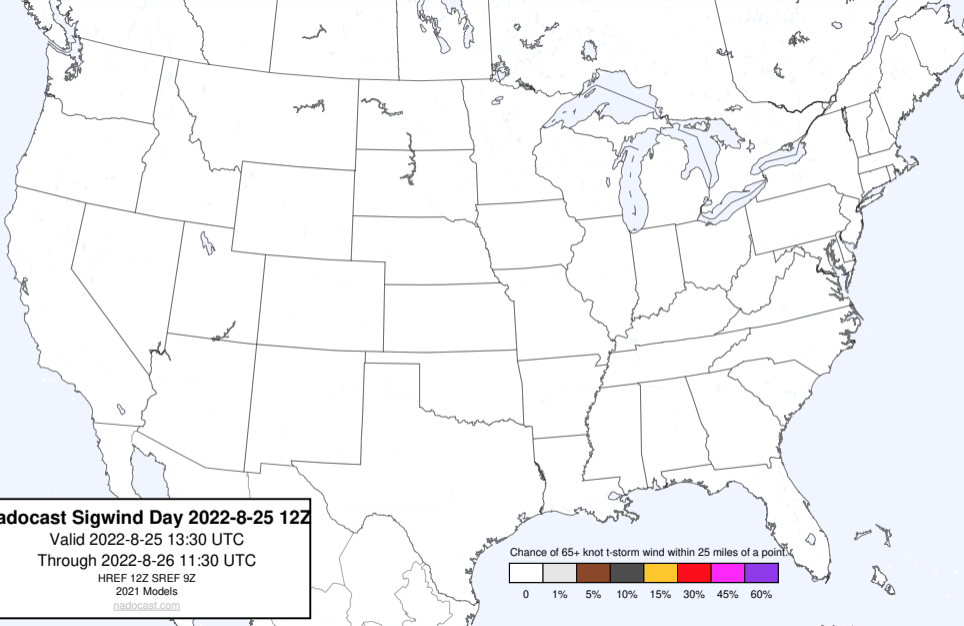 adocast Sigwind Day 2022-8-25 12Z
Valid 2022-8-25 13:30 UTC
Through 2022-8-26 11:30 UTC
HREF 12Z SREF 9Z
2021 Models
nadocast.com
Chance of 65+ knot t-storm wind within 25 miles of a point.
0 1% 5% 10% 15% 30% 45% 60%